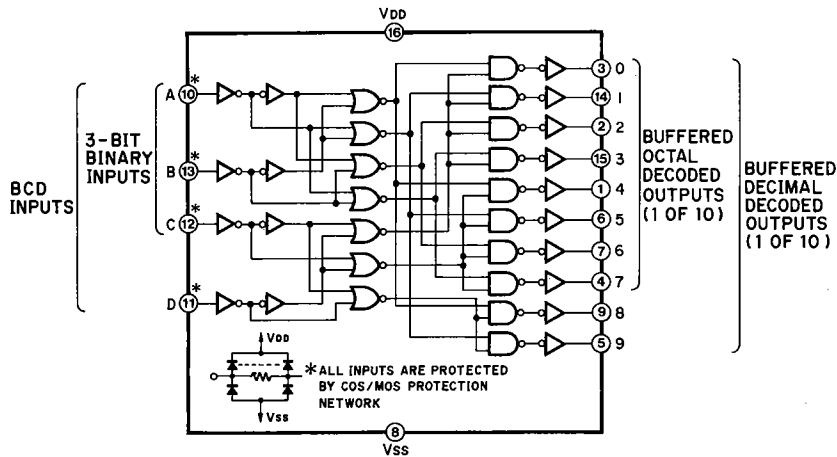 VDD
16
* A 10
* B 13
* C 12
* D 11
BCD
INPUTS
3-BIT
BINARY
INPUTS
3 0
14 1
2 2
15 3
1 4
6 5
7 6
4 7
9 8
5 9
BUFFERED
OCTAL
DECODED
OUTPUTS
(1 OF 10)
BUFFERED
DECIMAL
DECODED
OUTPUTS
(1 OF 10)
VDD
VSS
*ALL INPUTS ARE PROTECTED
BY COS/MOS PROTECTION
NETWORK
8
VSS